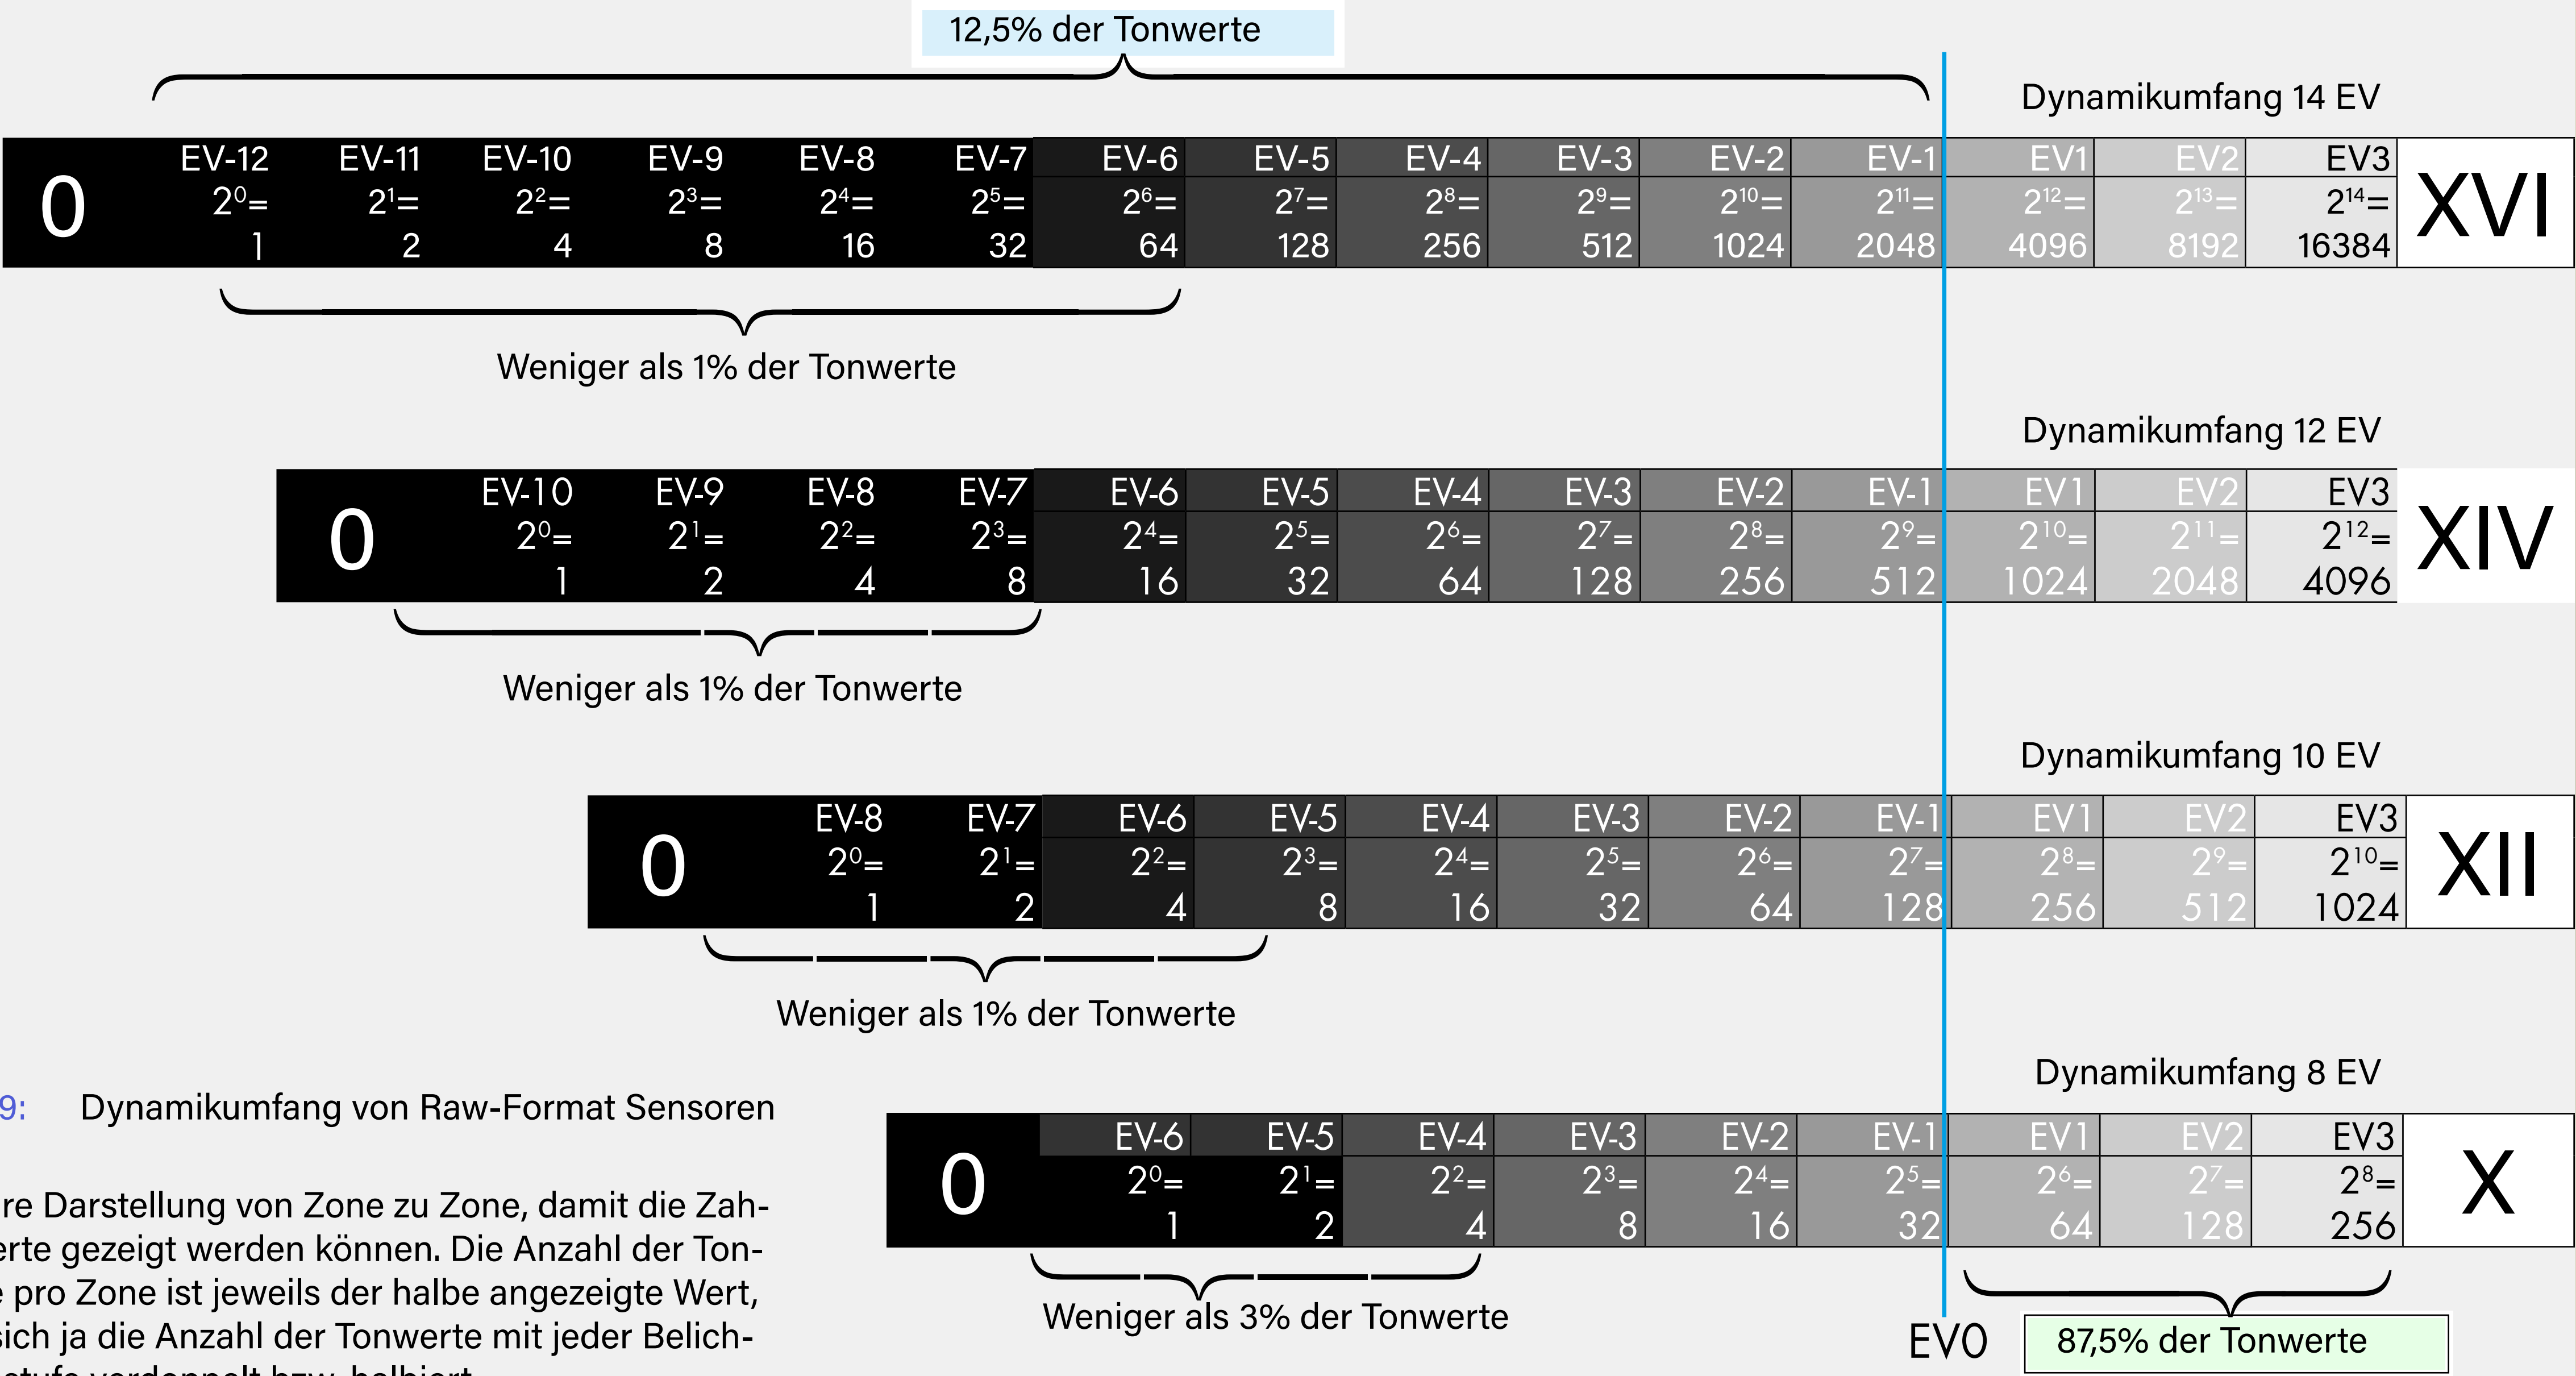 12,5% der Tonwerte
Dynamikumfang 14 EV
0 EV-12 EV-11 EV-10 EV-9 EV-8 EV-7 EV-6 EV-5 EV-4 EV-3 EV-2 EV-1 EV1 EV2 EV3 XVI
2⁰= 2¹= 2²= 2³= 2⁴= 2⁵= 2⁶= 2⁷= 2⁸= 2⁹= 2¹⁰= 2¹¹= 2¹²= 2¹³= 2¹⁴=
1 2 4 8 16 32 64 128 256 512 1024 2048 4096 8192 16384
Weniger als 1% der Tonwerte
Dynamikumfang 12 EV
0 EV-10 EV-9 EV-8 EV-7 EV-6 EV-5 EV-4 EV-3 EV-2 EV-1 EV1 EV2 EV3 XIV
2⁰= 2¹= 2²= 2³= 2⁴= 2⁵= 2⁶= 2⁷= 2⁸= 2⁹= 2¹⁰= 2¹¹= 2¹²=
1 2 4 8 16 32 64 128 256 512 1024 2048 4096
Weniger als 1% der Tonwerte
Dynamikumfang 10 EV
0 EV-8 EV-7 EV-6 EV-5 EV-4 EV-3 EV-2 EV-1 EV1 EV2 EV3 XII
2⁰= 2¹= 2²= 2³= 2⁴= 2⁵= 2⁶= 2⁷= 2⁸= 2⁹= 2¹⁰=
1 2 4 8 16 32 64 128 256 512 1024
Weniger als 1% der Tonwerte
Dynamikumfang 8 EV
0 EV-6 EV-5 EV-4 EV-3 EV-2 EV-1 EV1 EV2 EV3 X
2⁰= 2¹= 2²= 2³= 2⁴= 2⁵= 2⁶= 2⁷= 2⁸=
1 2 4 8 16 32 64 128 256
Weniger als 3% der Tonwerte
EV0
87,5% der Tonwerte
9: Dynamikumfang von Raw-Format Sensoren
re Darstellung von Zone zu Zone, damit die Zah-
erte gezeigt werden können. Die Anzahl der Ton-
e pro Zone ist jeweils der halbe angezeigte Wert,
sich ja die Anzahl der Tonwerte mit jeder Belich-
stufe verdoppelt bzw. halbiert